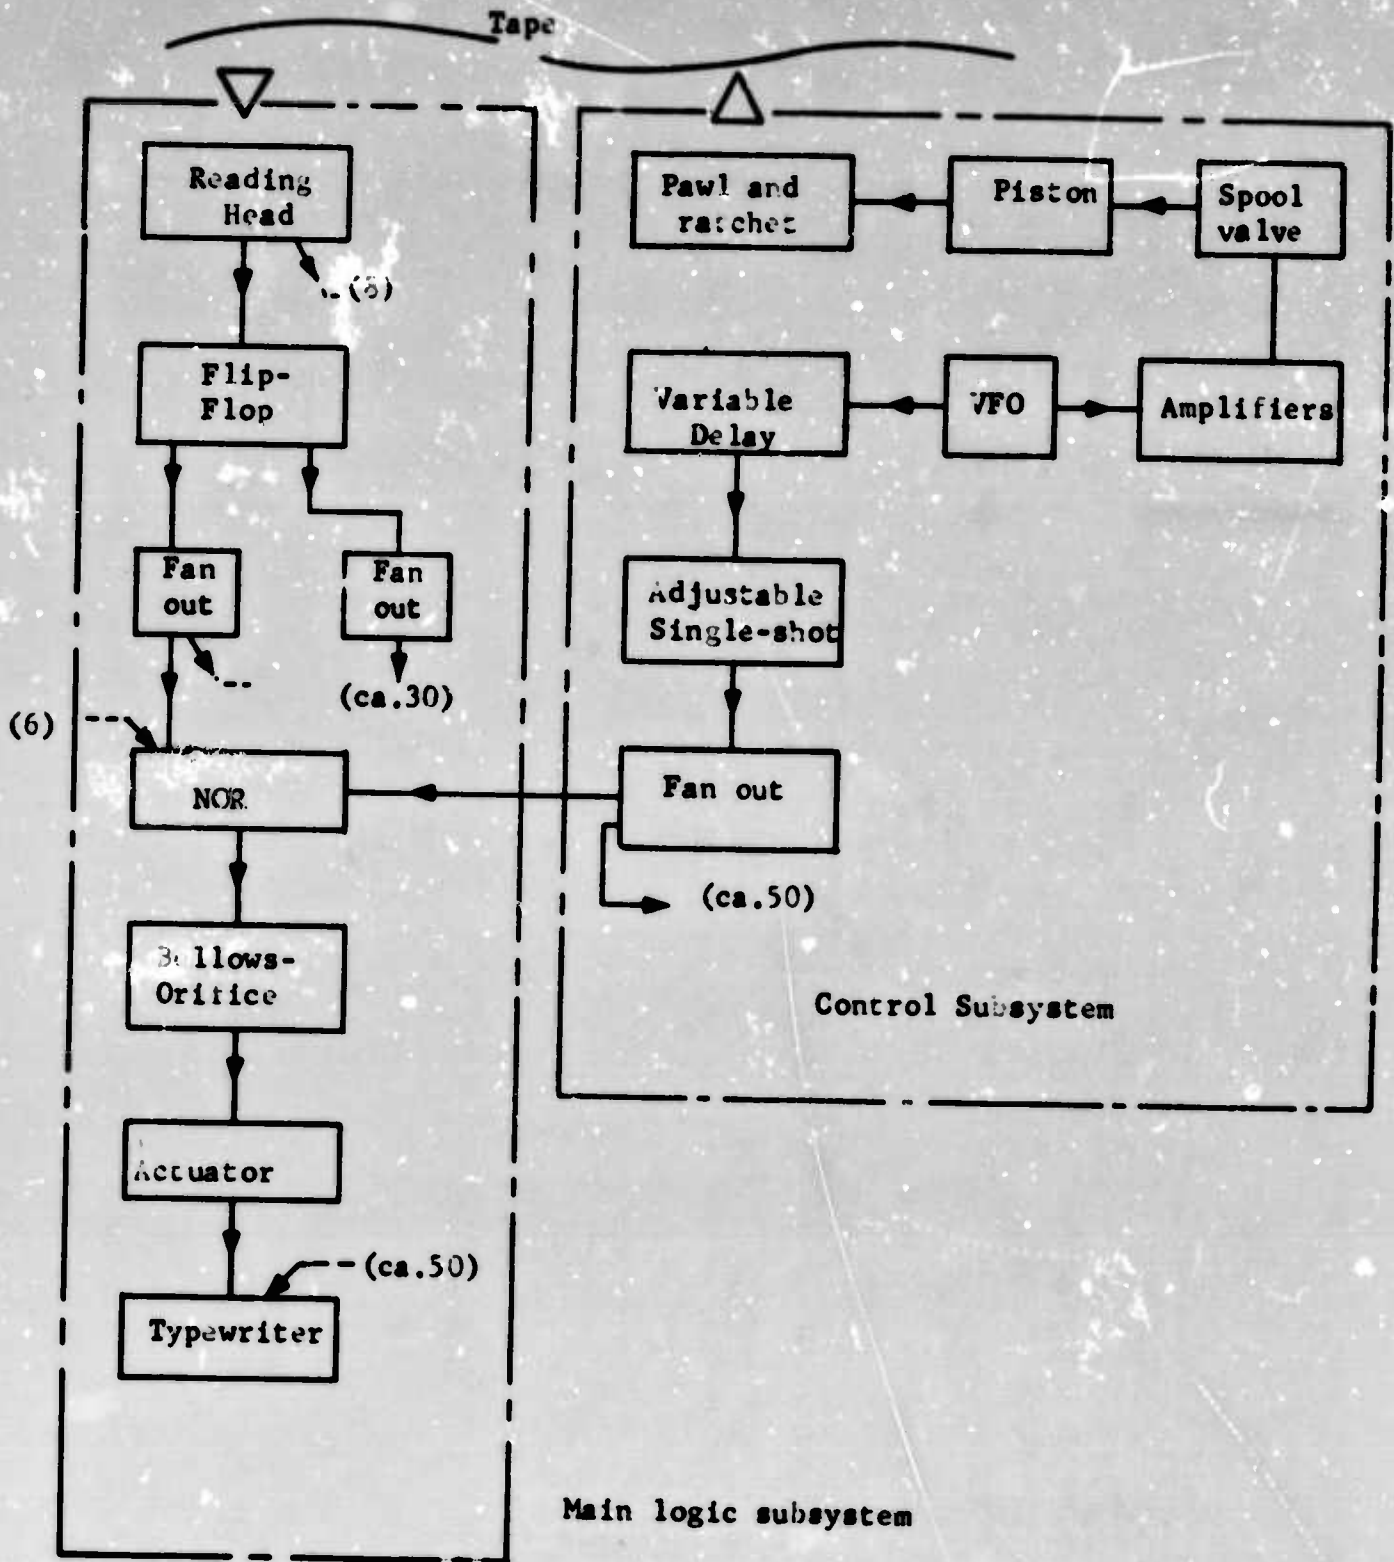 Tape
Reading
Head
(8)
Flip-
Flop
Fan
out
Fan
out
(ca.30)
(6)
NOR
Bellows-
Orifice
Actuator
(ca.50)
Typewriter
Pawl and
ratchet
Piston
Spool
valve
Variable
Delay
VFO
Amplifiers
Adjustable
Single-shot
Fan out
(ca.50)
Control Subsystem
Main logic subsystem